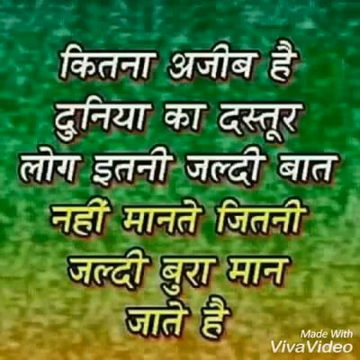 कितना अजीब है
दुनिया का दस्तूर
लोग इतनी जल्दी बात
नहीं मानते जितनी
जल्दी बुरा मान
जाते है
Made With
VivaVideo